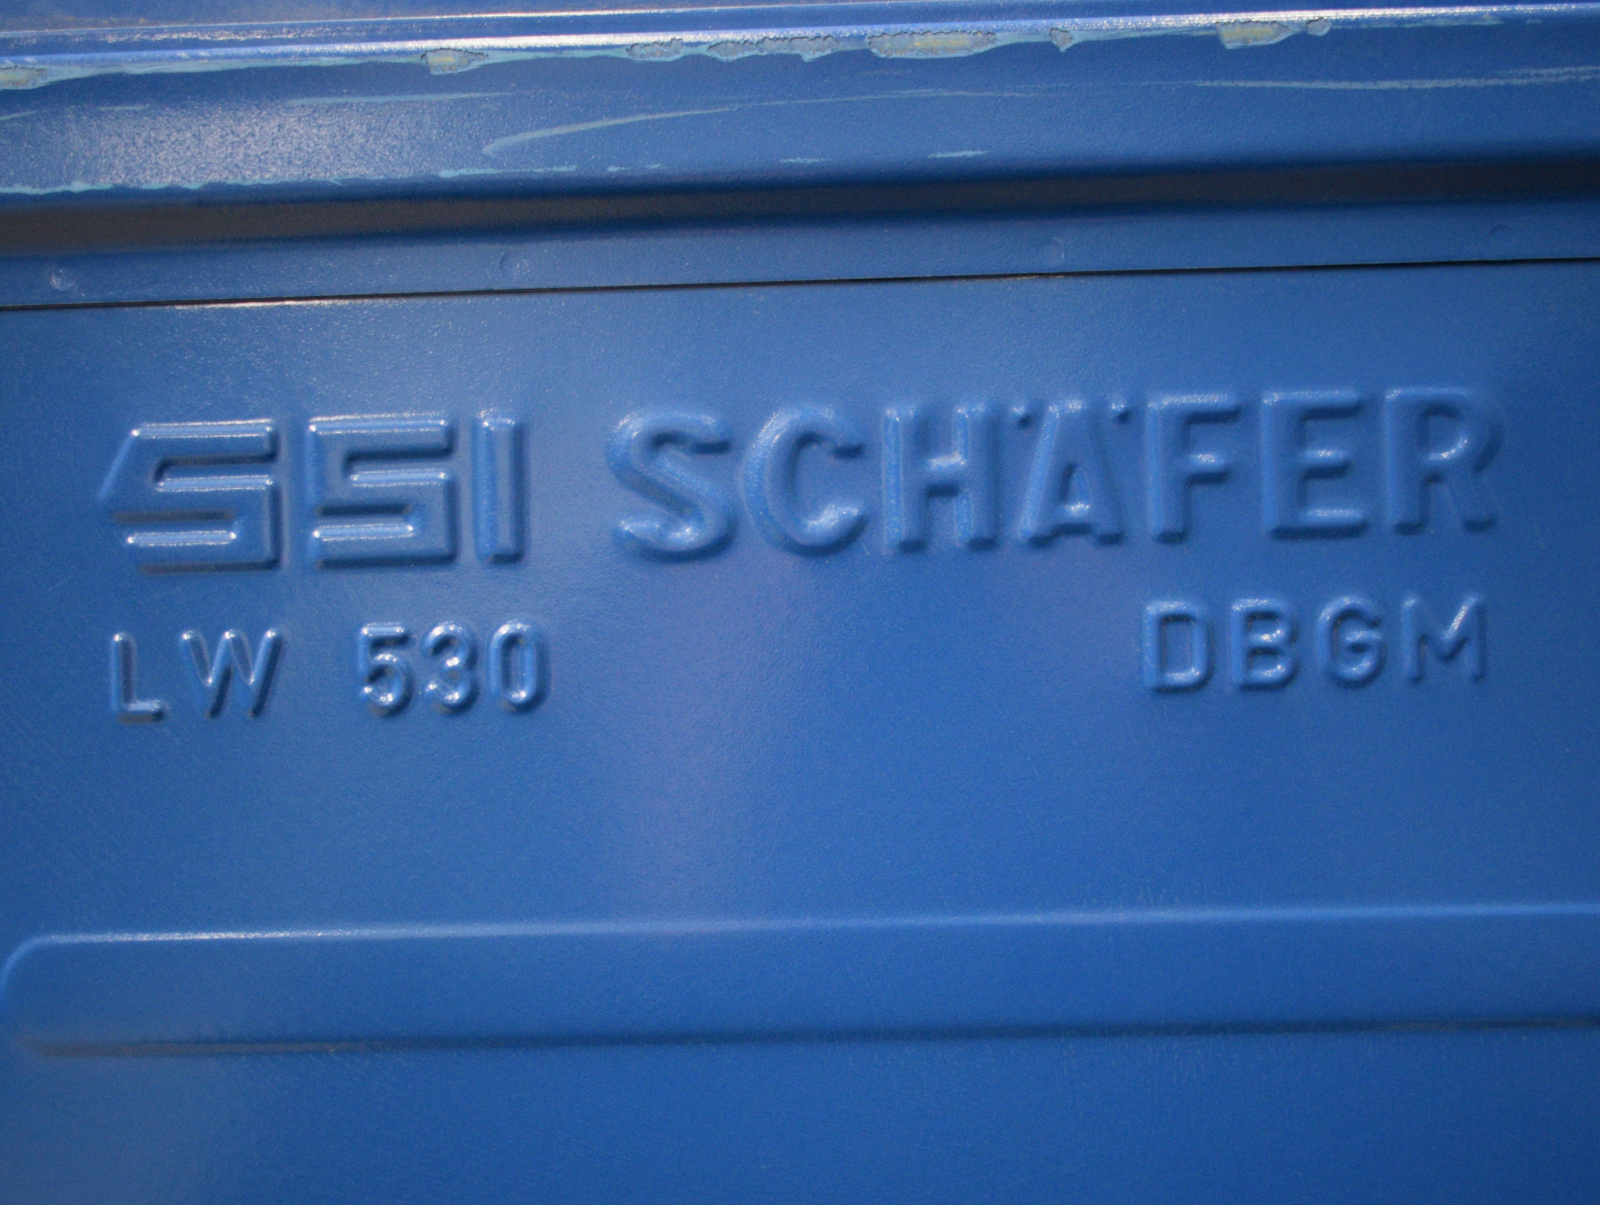 SSI SCHÄFER
LW 530 DBGM